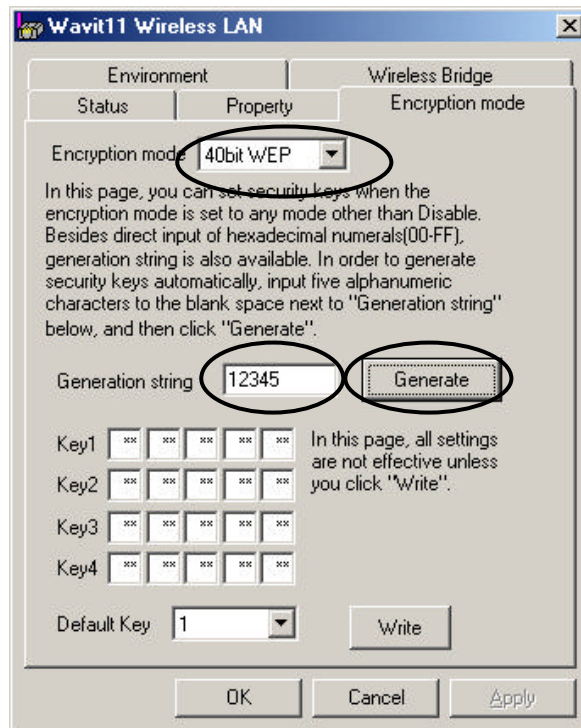 Wavit11 Wireless LAN
Environment Wireless Bridge
Status Property Encryption mode
Encryption mode 40bit WEP
In this page, you can set security keys when the
encryption mode is set to any mode other than Disable.
Besides direct input of hexadecimal numerals(00-FF),
generation string is also available. In order to generate
security keys automatically, input five alphanumeric
characters to the blank space next to "Generation string"
below, and then click "Generate".
Generation string 12345 Generate
Key1 ** ** ** ** **
In this page, all settings
are not effective unless
you click "Write".
Key2 ** ** ** ** **
Key3 ** ** ** ** **
Key4 ** ** ** ** **
Default Key 1 Write
OK Cancel Apply